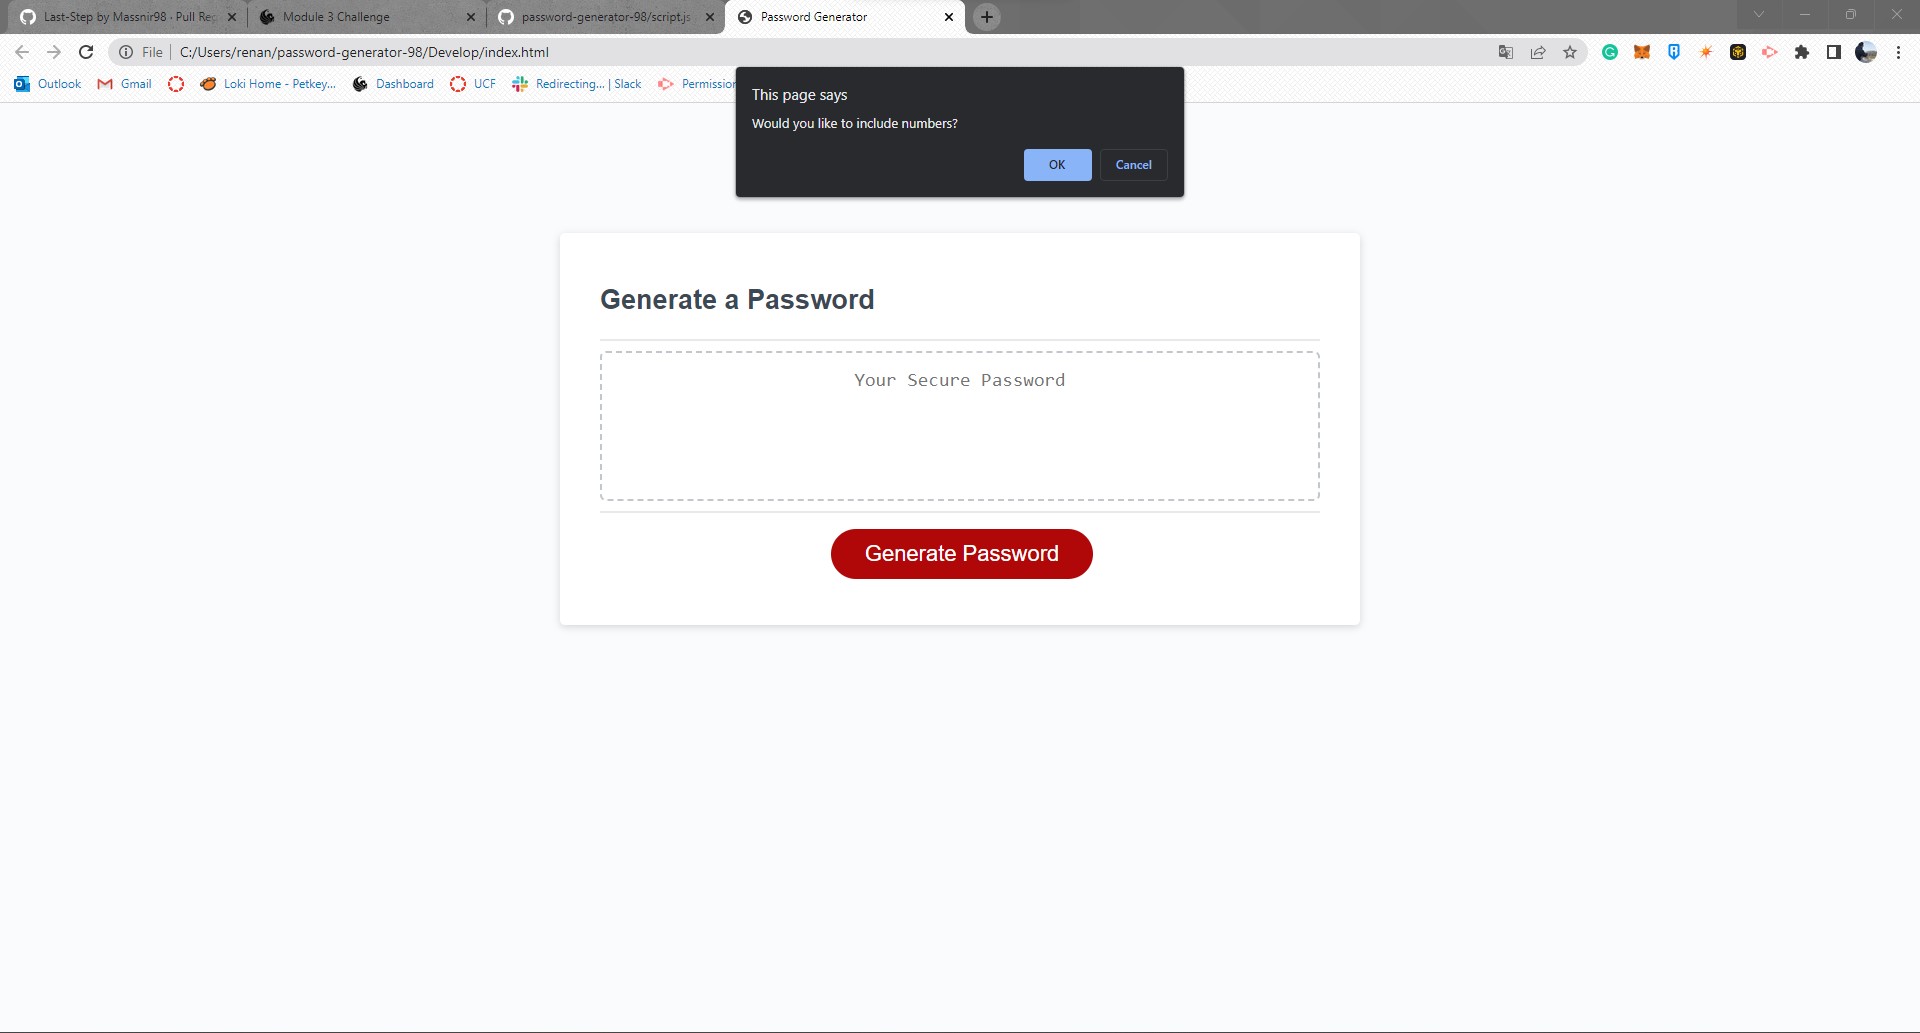 Last-Step by Massnir98 · Pull Req
Module 3 Challenge
password-generator-98/script.js
Password Generator
File
C:/Users/renan/password-generator-98/Develop/index.html
Outlook
Gmail
Loki Home - Petkey...
Dashboard
UCF
Redirecting... | Slack
Permission
This page says
Would you like to include numbers?
OK
Cancel
Generate a Password
Your Secure Password
Generate Password